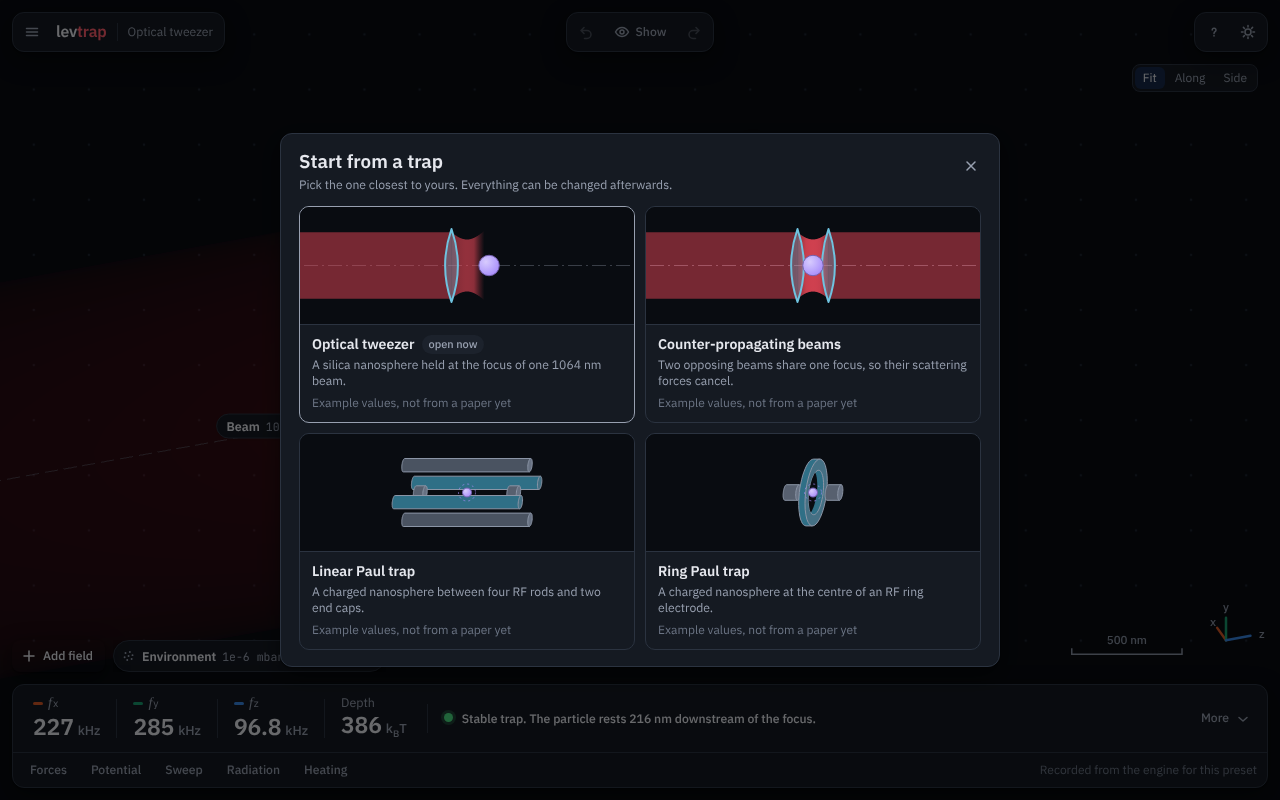 levtrap
Optical tweezer
Show
?
Fit
Along
Side
Start from a trap
Pick the one closest to yours. Everything can be changed afterwards.
Optical tweezer open now
A silica nanosphere held at the focus of one 1064 nm
beam.
Example values, not from a paper yet
Counter-propagating beams
Two opposing beams share one focus, so their scattering
forces cancel.
Example values, not from a paper yet
Linear Paul trap
A charged nanosphere between four RF rods and two
end caps.
Example values, not from a paper yet
Ring Paul trap
A charged nanosphere at the centre of an RF ring
electrode.
Example values, not from a paper yet
Beam 10
y
x
z
500 nm
Add field
Environment 1e-6 mbar
fx
227 kHz
fy
285 kHz
fz
96.8 kHz
Depth
386 kBT
Stable trap. The particle rests 216 nm downstream of the focus.
More
Forces
Potential
Sweep
Radiation
Heating
Recorded from the engine for this preset